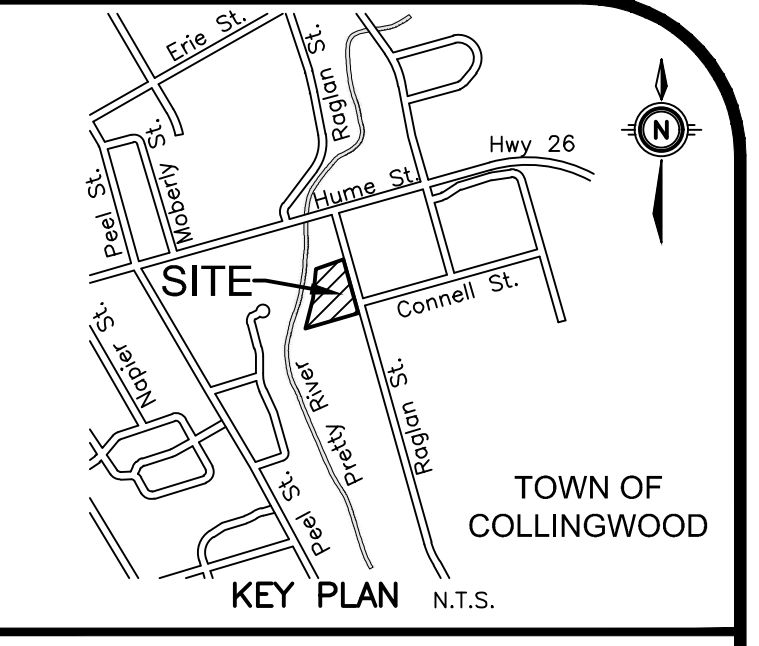 Erie St.
Raglan St.
N
Hwy 26
Moberly St.
Peel St.
Hume St.
SITE
Connell St.
Napier St.
Pretty River
Raglan St.
Peel St.
TOWN OF
COLLINGWOOD
KEY PLAN N.T.S.